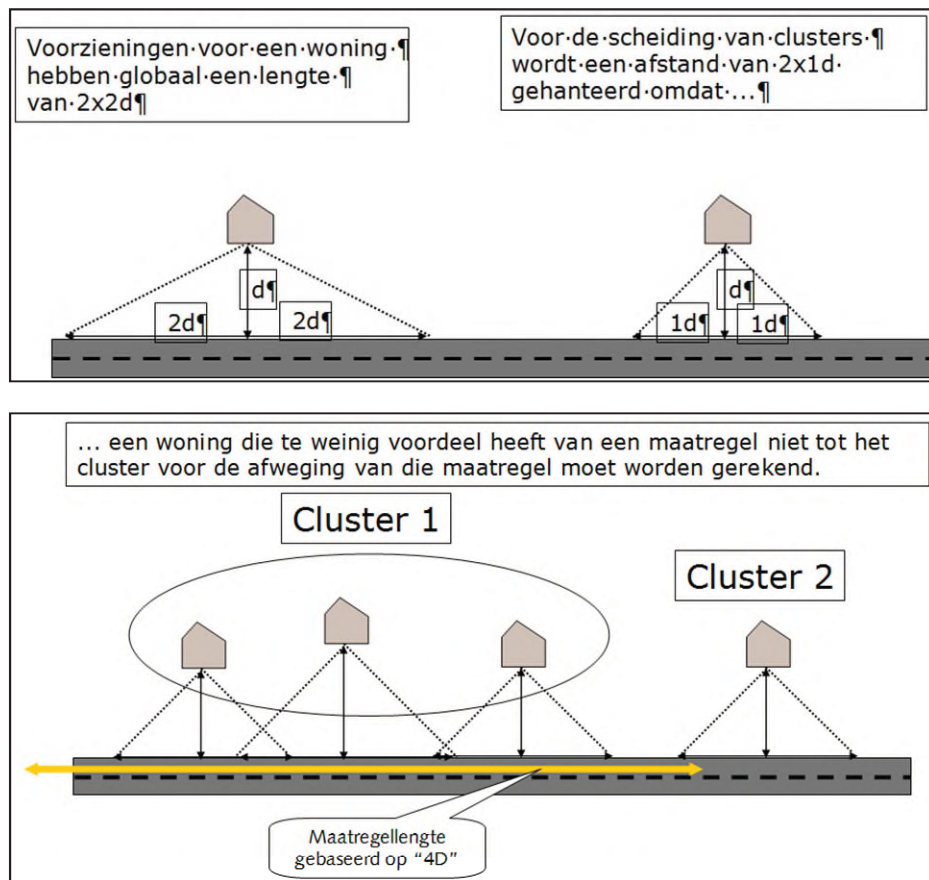 Voorzieningen·voor·een·woning·¶
hebben·globaal·een·lengte·¶
van·2x2d¶
Voor·de·scheiding·van·clusters·¶
wordt·een·afstand·van·2x1d·
gehanteerd·omdat·...¶
d¶
2d¶
2d¶
d¶
1d¶
1d¶
... een woning die te weinig voordeel heeft van een maatregel niet tot het
cluster voor de afweging van die maatregel moet worden gerekend.
Cluster 1
Cluster 2
Maatregellengte
gebaseerd op “4D”